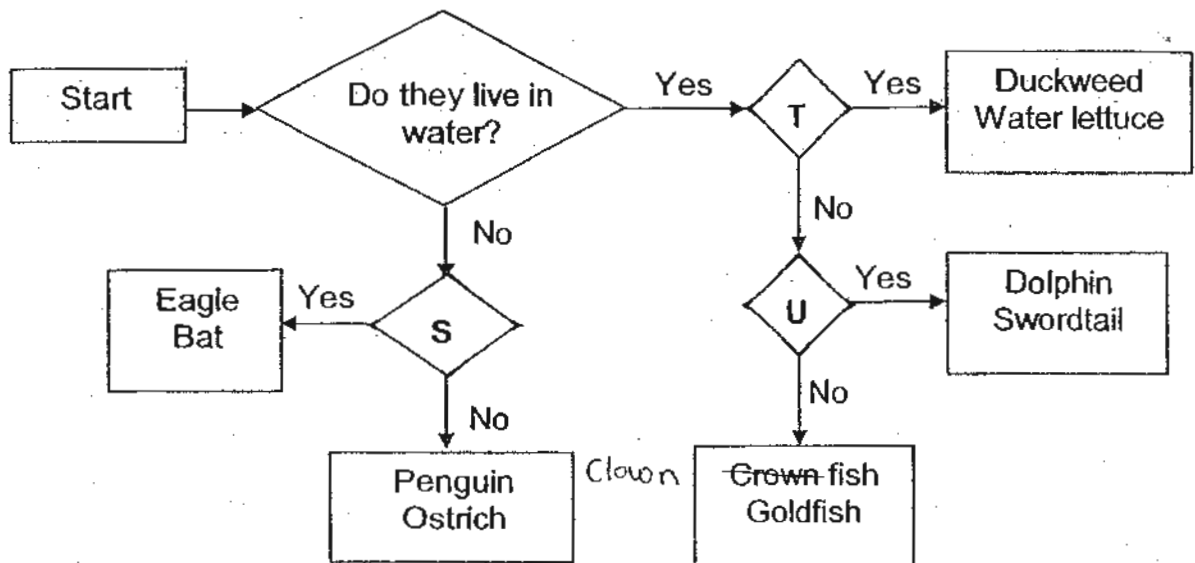 Start
Do they live in
water?
Yes
T
Yes
Duckweed
Water lettuce
No
No
Eagle
Bat
Yes
S
U
Yes
Dolphin
Swordtail
No
No
Penguin
Ostrich
Clown
Crown fish
Goldfish